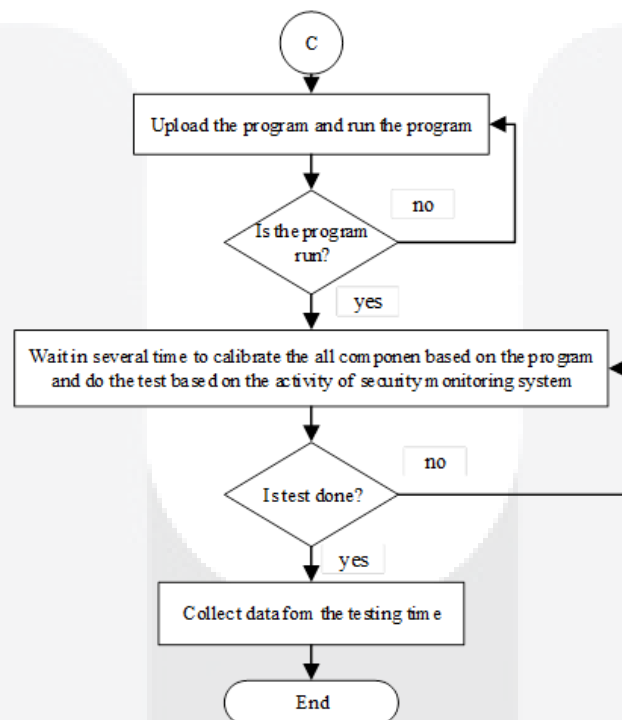 C
Upload the program and run the program
no
Is the program
run?
yes
Wait in several time to calibrate the all componen based on the program
and do the test based on the activity of security monitoring system
no
Is test done?
yes
Collect data fom the testing time
End